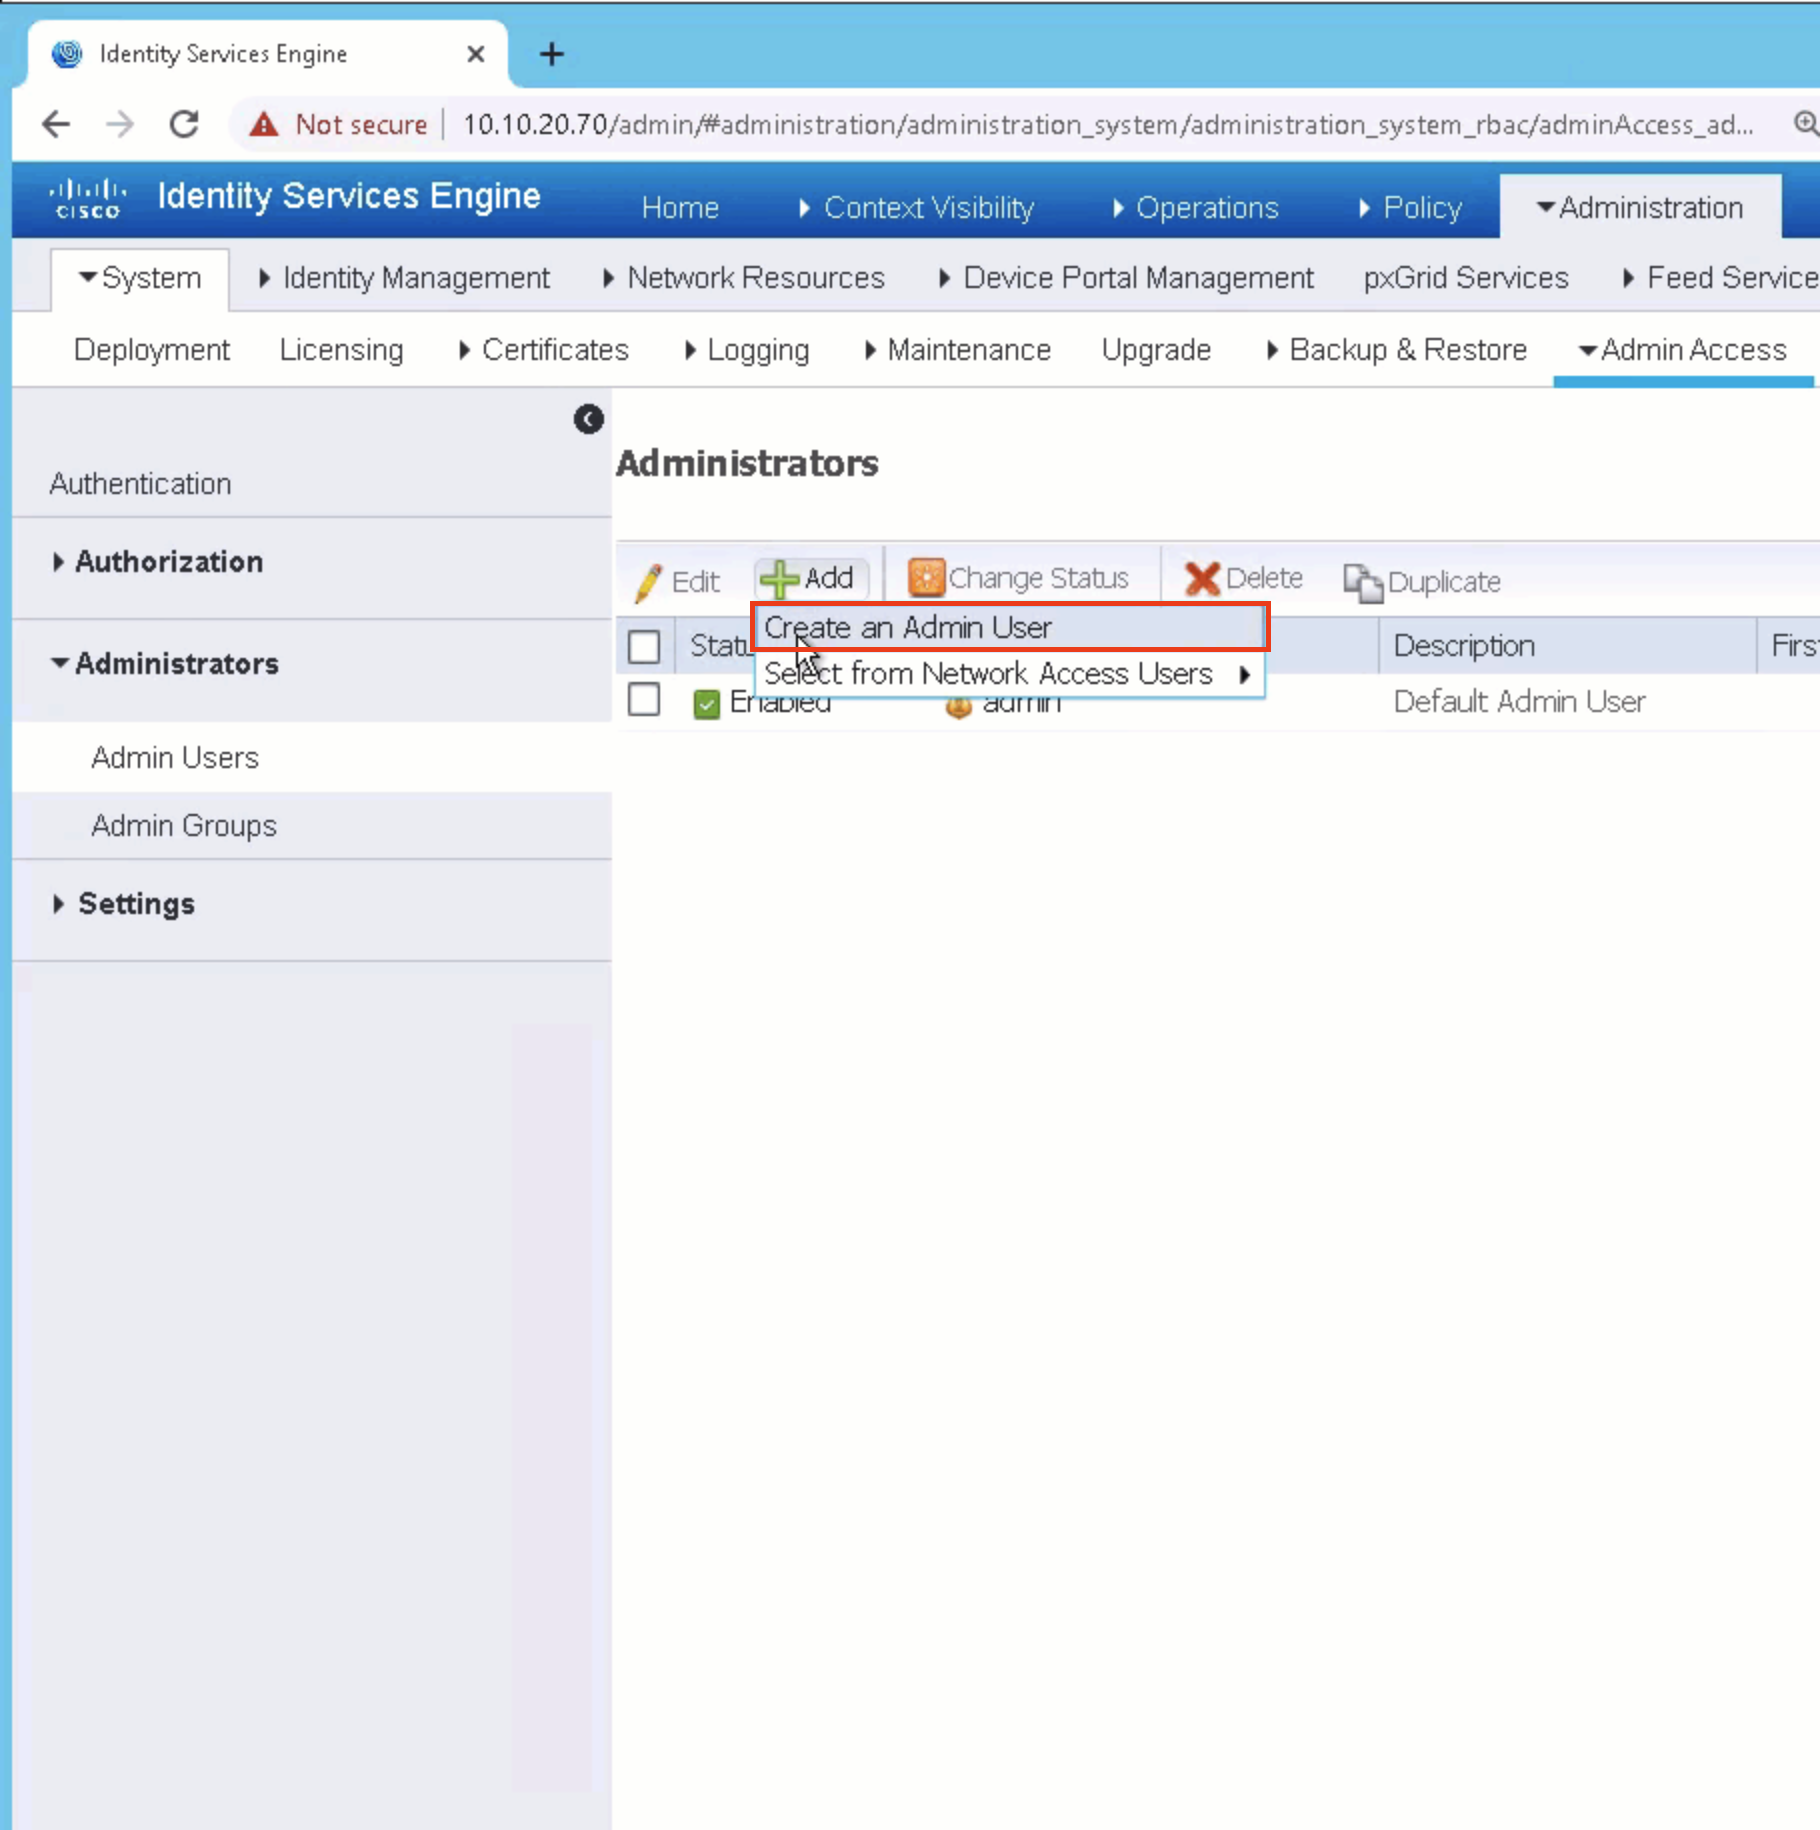 Identity Services Engine
Not secure 10.10.20.70/admin/#administration/administration_system/administration_system_rbac/adminAccess_ad...
CISCO Identity Services Engine Home Context Visibility Operations Policy Administration
System Identity Management Network Resources Device Portal Management pxGrid Services Feed Service
Deployment Licensing Certificates Logging Maintenance Upgrade Backup & Restore Admin Access
Administrators
Authentication
Authorization
Administrators
Admin Users
Admin Groups
Settings
Edit Add Change Status Delete Duplicate
Create an Admin User
Statu Description Firs
Select from Network Access Users
Enabled admin Default Admin User